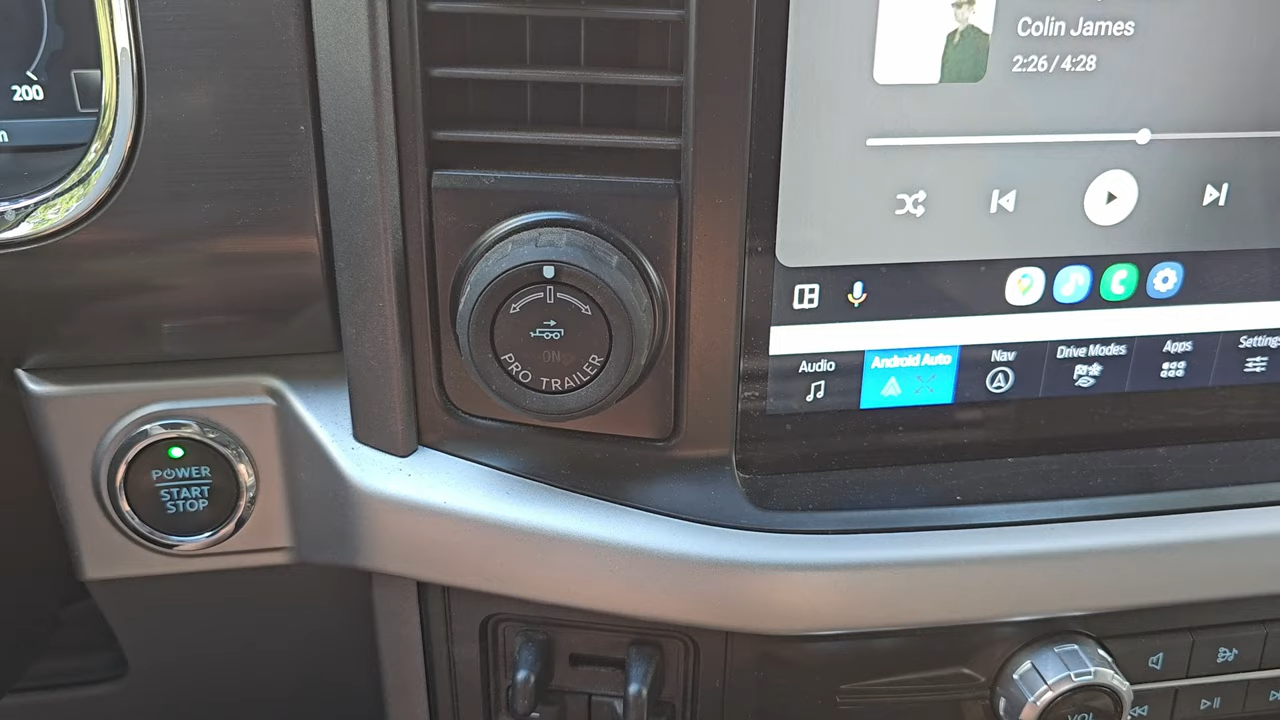 200
Colin James
2:26 / 4:28
ON
PRO TRAILER
POWER
START
STOP
Audio
Android Auto
Nav
Drive Modes
Apps
Settings
VOL